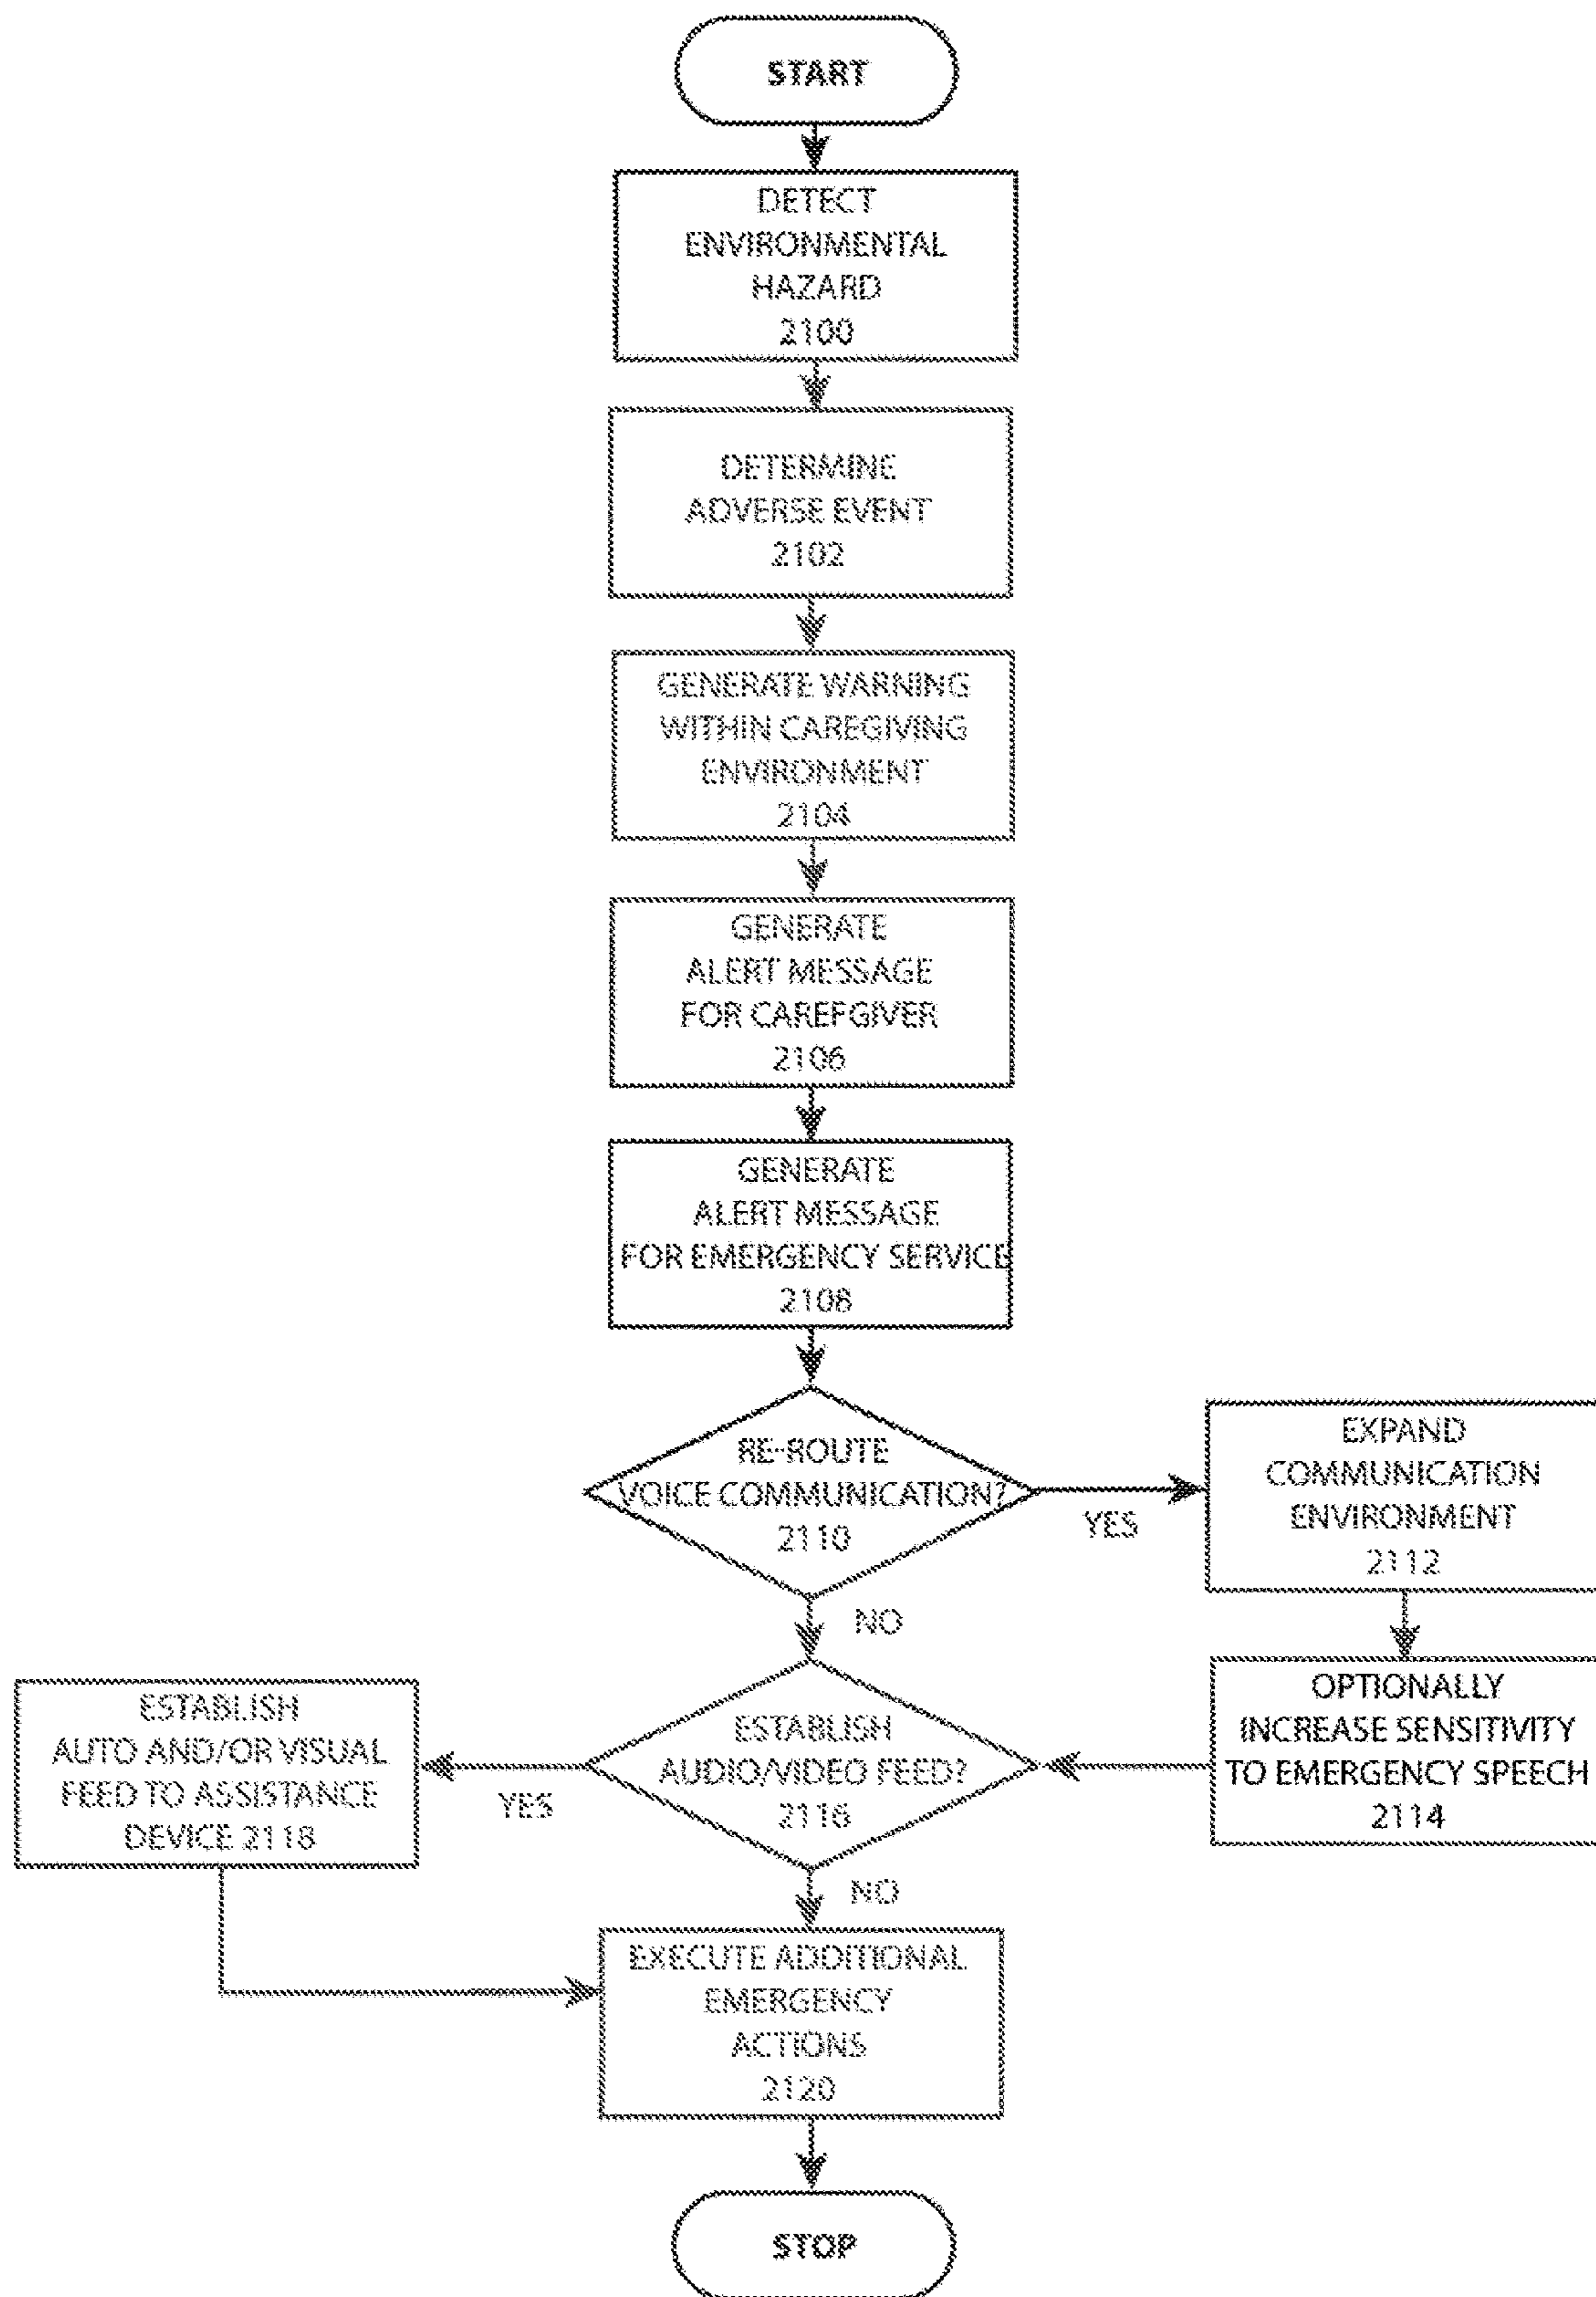 START
DETECT
ENVIRONMENTAL
HAZARD
2100
DETERMINE
ADVERSE EVENT
2102
GENERATE WARNING
WITHIN CAREGIVING
ENVIRONMENT
2104
GENERATE
ALERT MESSAGE
FOR CAREFGIVER
2106
GENERATE
ALERT MESSAGE
FOR EMERGENCY SERVICE
2108
RE-ROUTE
VOICE COMMUNICATION?
2110
YES
EXPAND
COMMUNICATION
ENVIRONMENT
2112
NO
OPTIONALLY
INCREASE SENSITIVITY
TO EMERGENCY SPEECH
2114
ESTABLISH
AUDIO/VIDEO FEED?
2116
YES
ESTABLISH
AUTO AND/OR VISUAL
FEED TO ASSISTANCE
DEVICE 2118
NO
EXECUTE ADDITIONAL
EMERGENCY
ACTIONS
2120
STOP